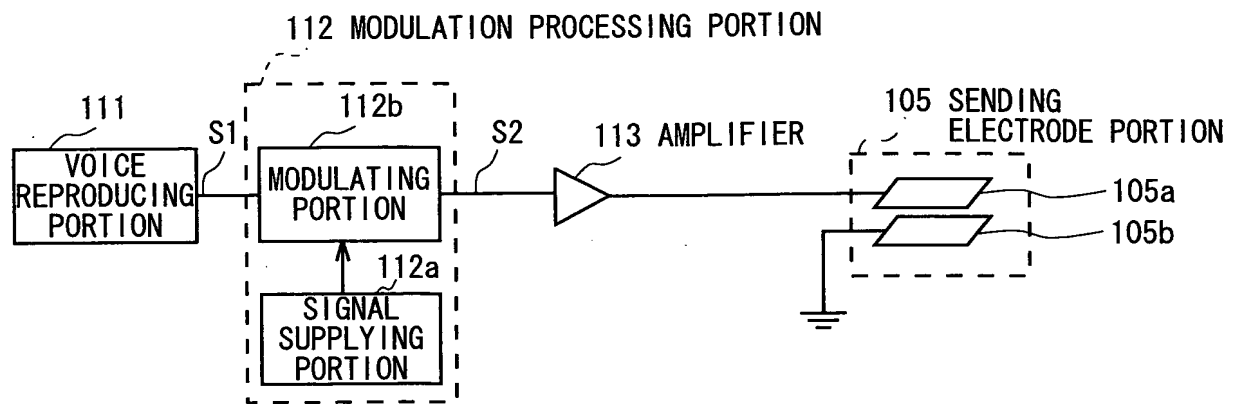 112 MODULATION PROCESSING PORTION
111
S1
112b
S2
113 AMPLIFIER
105 SENDING
ELECTRODE PORTION
VOICE
REPRODUCING
PORTION
MODULATING
PORTION
105a
105b
112a
SIGNAL
SUPPLYING
PORTION